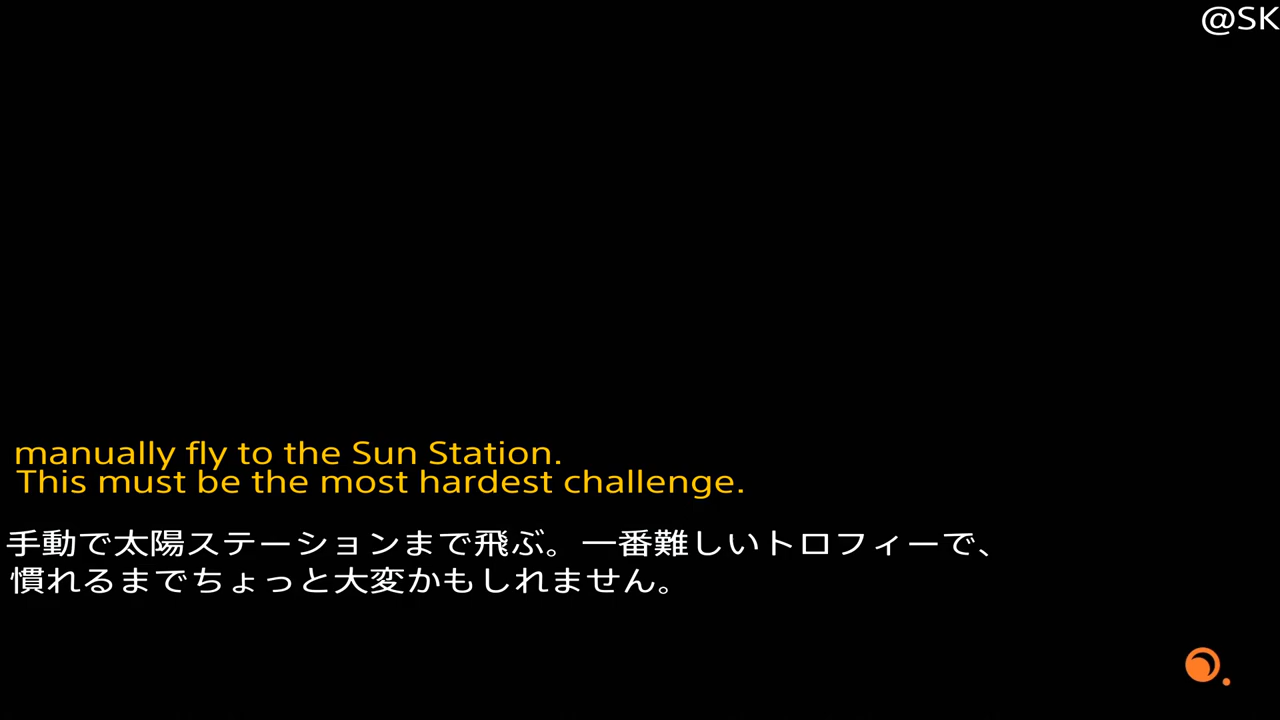 @SK
manually fly to the Sun Station.
This must be the most hardest challenge.
手動で太陽ステーションまで飛ぶ。一番難しいトロフィーで、
慣れるまでちょっと大変かもしれません。